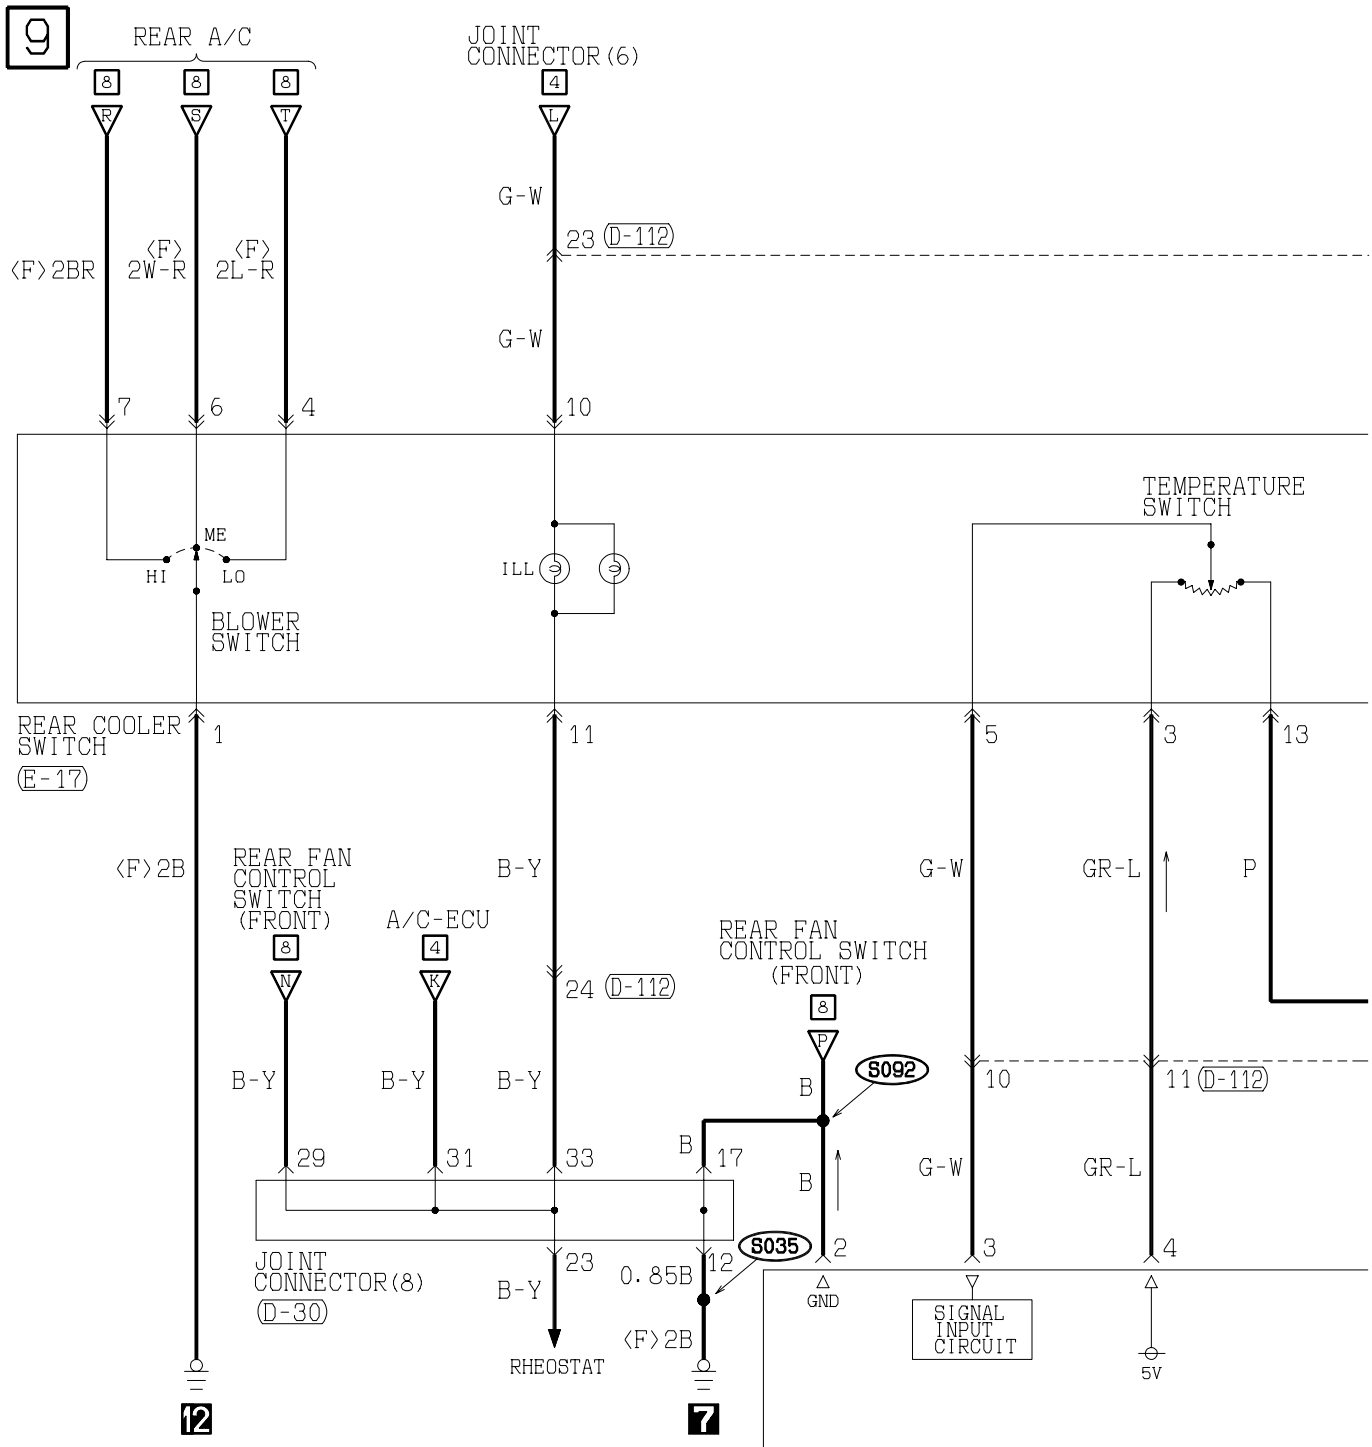 9
REAR A/C
JOINT
CONNECTOR(6)
8
8
8
4
R
S
T
L
G-W
23
D-112
<F>2BR
<F>
2W-R
<F>
2L-R
G-W
7
6
4
10
TEMPERATURE
SWITCH
ME
HI
LO
ILL
BLOWER
SWITCH
REAR COOLER
SWITCH
E-17
1
11
5
3
13
<F>2B
REAR FAN
CONTROL
SWITCH
(FRONT)
B-Y
G-W
GR-L
P
A/C-ECU
8
4
N
K
REAR FAN
CONTROL SWITCH
(FRONT)
24
D-112
8
P
B-Y
B-Y
B-Y
B
S092
10
11
D-112
29
31
33
B
17
B
G-W
GR-L
JOINT
CONNECTOR(8)
D-30
23
12
S035
2
3
4
B-Y
0.85B
<F>2B
GND
SIGNAL
INPUT
CIRCUIT
RHEOSTAT
5V
12
7